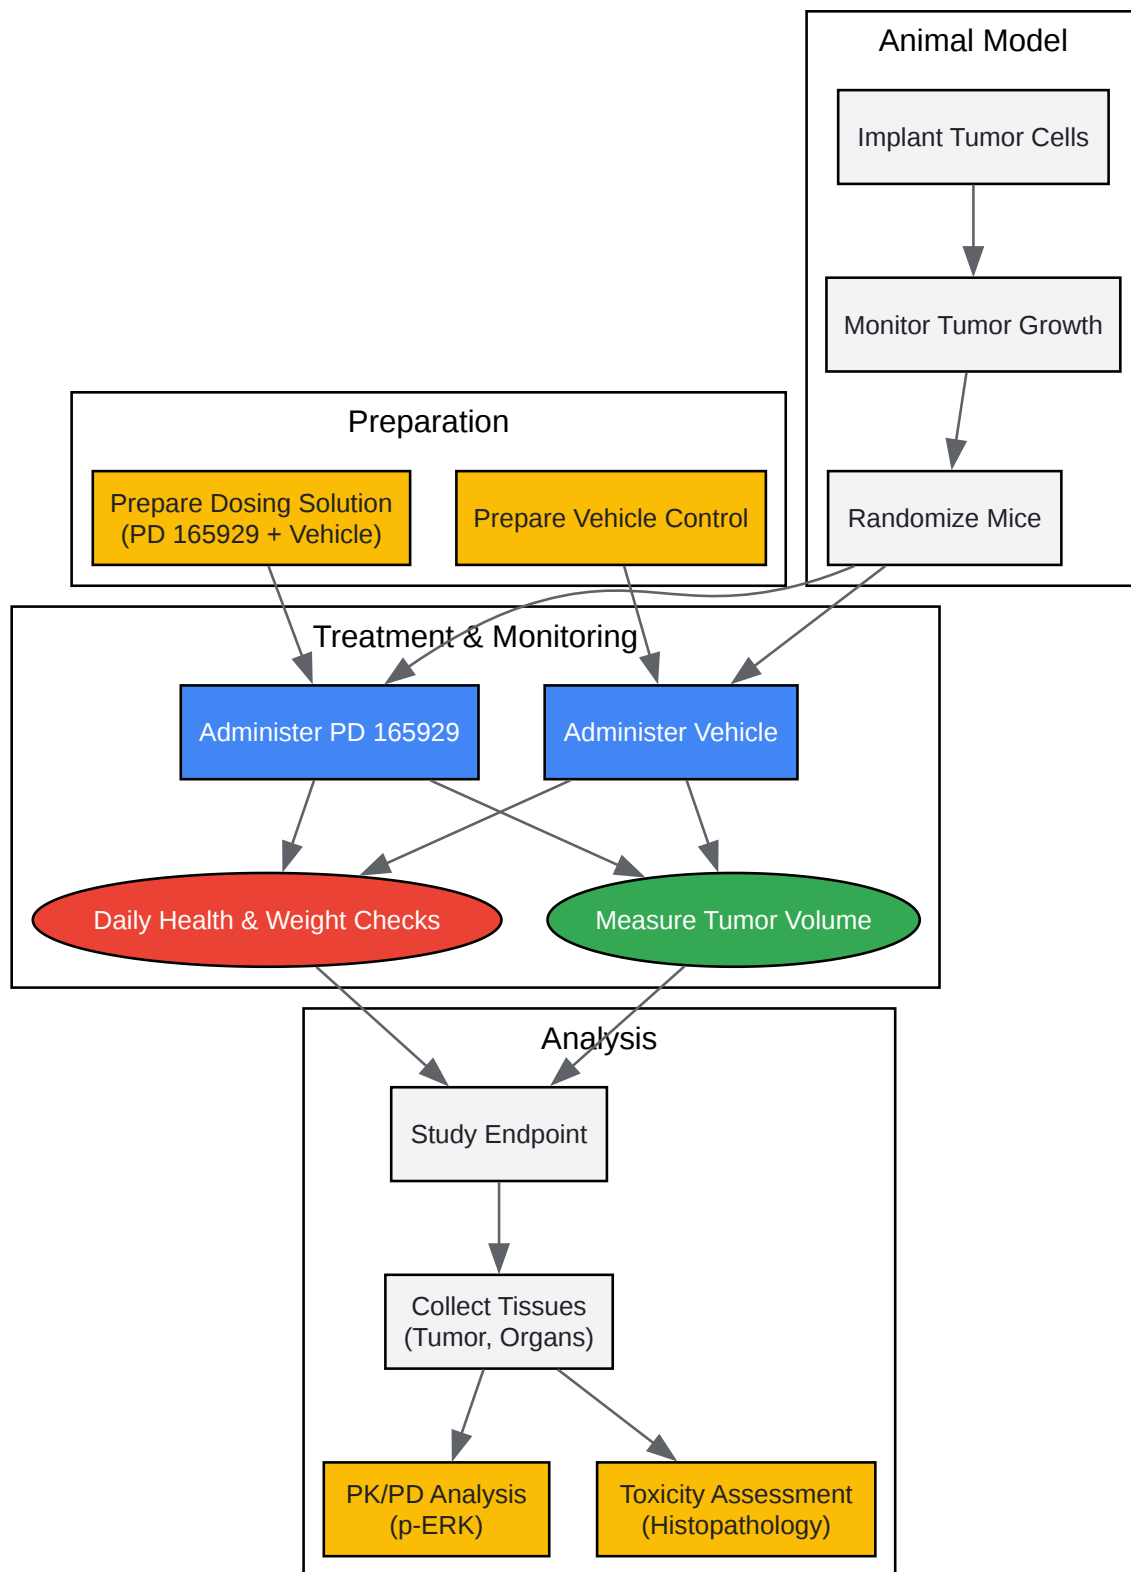 Animal Model
Implant Tumor Cells
Monitor Tumor Growth
Randomize Mice
Preparation
Prepare Dosing Solution
(PD 165929 + Vehicle)
Prepare Vehicle Control
Treatment & Monitoring
Administer PD 165929
Administer Vehicle
Daily Health & Weight Checks
Measure Tumor Volume
Analysis
Study Endpoint
Collect Tissues
(Tumor, Organs)
PK/PD Analysis
(p-ERK)
Toxicity Assessment
(Histopathology)